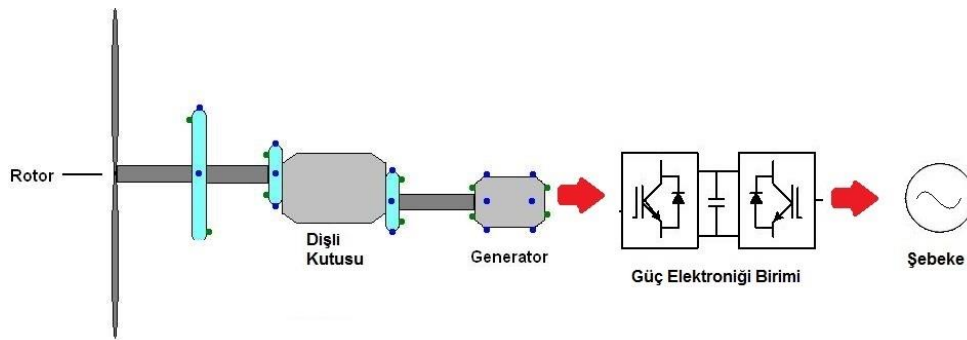 Rotor
Dişli
Kutusu
Generator
Güç Elektroniği Birimi
Şebeke